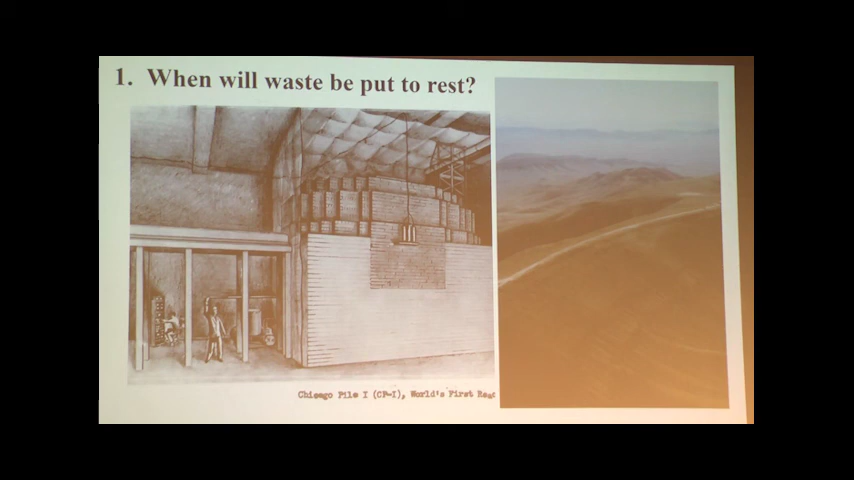 1. When will waste be put to rest?
Chicago Pile I (CP-I), World's First